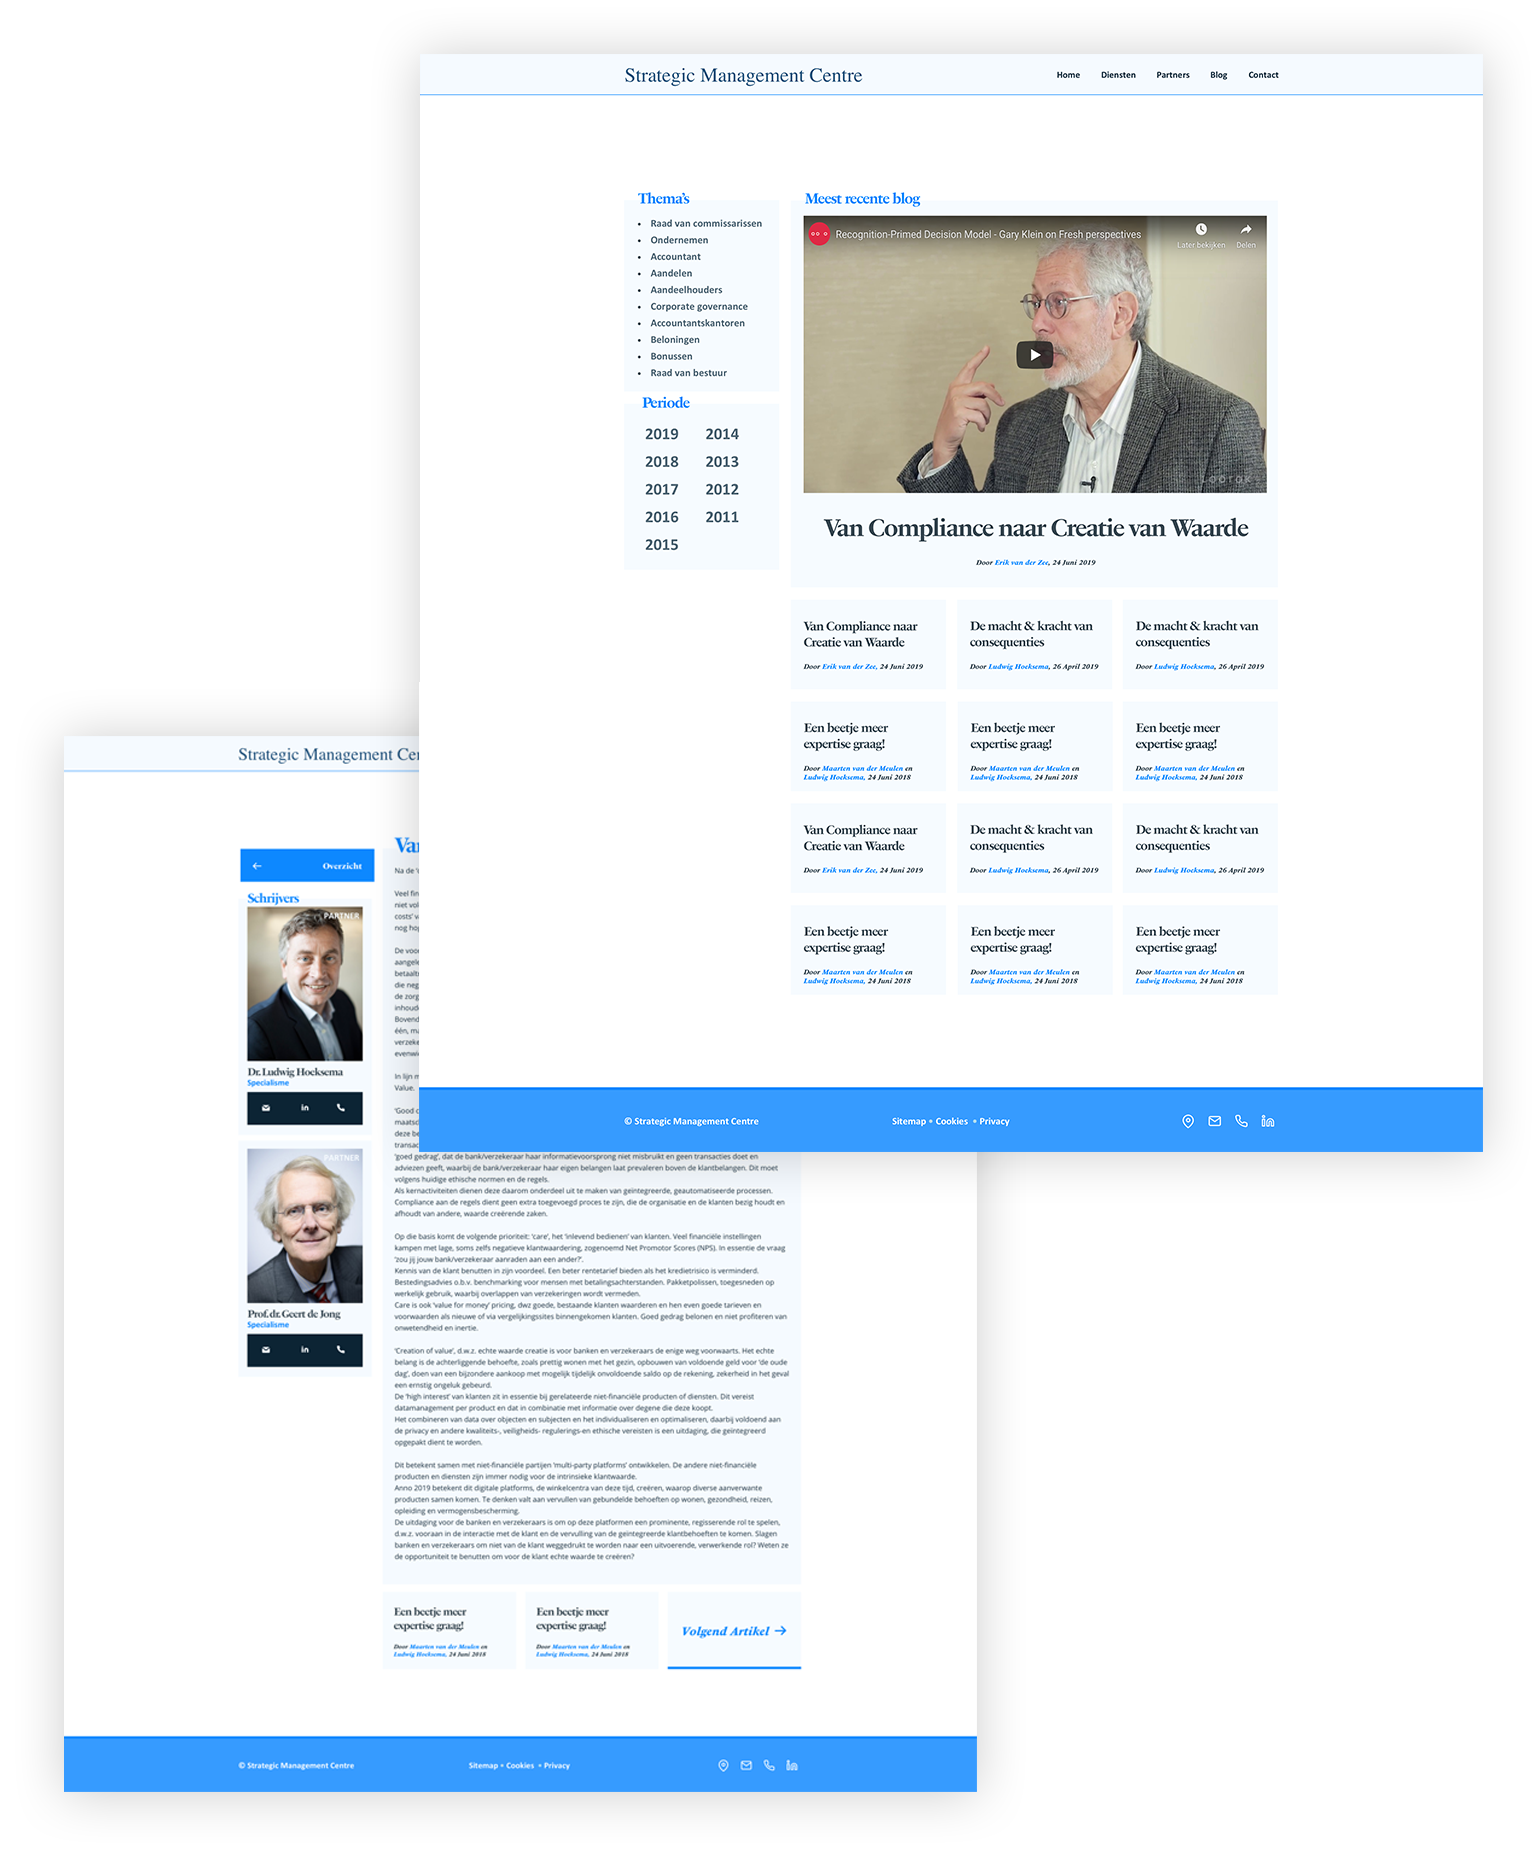 Strategic Management Centre
Home Diensten Partners Blog Contact
Thema's
• Raad van commissarissen
• Ondernemen
• Accountant
• Aandelen
• Aandeelhouders
• Corporate governance
• Accountantskantoren
• Beloningen
• Bonussen
• Raad van bestuur
Periode
2019 2014
2018 2013
2017 2012
2016 2011
2015
Meest recente blog
Recognition-Primed Decision Model - Gary Klein on Fresh perspectives
Later bekijken Delen
Van Compliance naar Creatie van Waarde
Door Erik van der Zee, 24 Juni 2019
Van Compliance naar
Creatie van Waarde
Door Erik van der Zee, 24 Juni 2019
De macht & kracht van
consequenties
Door Ludwig Hoeksema, 26 April 2019
De macht & kracht van
consequenties
Door Ludwig Hoeksema, 26 April 2019
Een beetje meer
expertise graag!
Door Maarten van der Meulen en
Ludwig Hoeksema, 24 Juni 2018
Een beetje meer
expertise graag!
Door Maarten van der Meulen en
Ludwig Hoeksema, 24 Juni 2018
Een beetje meer
expertise graag!
Door Maarten van der Meulen en
Ludwig Hoeksema, 24 Juni 2018
Van Compliance naar
Creatie van Waarde
Door Erik van der Zee, 24 Juni 2019
De macht & kracht van
consequenties
Door Ludwig Hoeksema, 26 April 2019
De macht & kracht van
consequenties
Door Ludwig Hoeksema, 26 April 2019
Een beetje meer
expertise graag!
Door Maarten van der Meulen en
Ludwig Hoeksema, 24 Juni 2018
Een beetje meer
expertise graag!
Door Maarten van der Meulen en
Ludwig Hoeksema, 24 Juni 2018
Een beetje meer
expertise graag!
Door Maarten van der Meulen en
Ludwig Hoeksema, 24 Juni 2018
© Strategic Management Centre
Sitemap • Cookies • Privacy
Strategic Management
Overzicht
Schrijvers
PARTNER
Dr. Ludwig Hoeksema
Specialisme
PARTNER
Prof. dr. Geert de Jong
Specialisme
Na de
Veel
niet
costs'
nog
De
die
de
Bovend
één,
In lijn
Value.
'Good
deze
'goed gedrag', dat de bank/verzekeraar haar informatievoorsprong niet misbruikt en geen transacties doet en
adviezen geeft, waarbij de bank/verzekeraar haar eigen belangen laat prevaleren boven de klantbelangen. Dit moet
volgens huidige ethische normen en de regels.
Als kernactiviteiten dienen deze daarom onderdeel uit te maken van geïntegreerde, geautomatiseerde processen.
Compliance aan de regels dient geen extra toegevoegd proces te zijn, die de organisatie en de klanten bezig houdt en
afhoudt van andere, waarde creërende zaken.
Op die basis komt de volgende prioriteit: 'care', het 'inlevend bedienen' van klanten. Veel financiële instellingen
kampen met lage, soms zelfs negatieve klantwaardering, zogenoemd Net Promotor Scores (NPS). In essentie de vraag
'zou jij jouw bank/verzekeraar aanraden aan een ander?'.
Kennis van de klant benutten in zijn voordeel. Een beter rentetarief bieden als het kredietrisico is verminderd.
Bestedingsadvies o.b.v. benchmarking voor mensen met betalingsachterstanden. Pakketpolissen, toegesneden op
werkelijk gebruik, waarbij overlappen van verzekeringen wordt vermeden.
Care is ook 'value for money' pricing, dwz goede, bestaande klanten waarderen en hen even goede tarieven en
voorwaarden als nieuwe of via vergelijkingssites binnengekomen klanten. Goed gedrag belonen en niet profiteren van
onwetendheid en inertie.
'Creation of value', d.w.z. echte waarde creatie is voor banken en verzekeraars de enige weg voorwaarts. Het echte
belang is de achterliggende behoefte, zoals prettig wonen met het gezin, opbouwen van voldoende geld voor 'de oude
dag', doen van een bijzondere aankoop met mogelijk tijdelijk onvoldoende saldo op de rekening, zekerheid in het geval
een ernstig ongeluk gebeurd.
De 'high interest' van klanten zit in essentie bij gerelateerde niet-financiële producten of diensten. Dit vereist
datamanagement per product en dat in combinatie met informatie over degene die deze koopt.
Het combineren van data over objecten en subjecten en het individualiseren en optimaliseren, daarbij voldoend aan
de privacy en andere kwaliteits-, veiligheids- regulerings-en ethische vereisten is een uitdaging, die geïntegreerd
opgepakt dient te worden.
Dit betekent samen met niet-financiële partijen 'multi-party platforms' ontwikkelen. De andere niet-financiële
producten en diensten zijn immer nodig voor de intrinsieke klantwaarde.
Anno 2019 betekent dit digitale platforms, de winkelcentra van deze tijd, creëren, waarop diverse aanverwante
producten samen komen. Te denken valt aan vervullen van gebundelde behoeften op wonen, gezondheid, reizen,
opleiding en vermogensbescherming.
De uitdaging voor de banken en verzekeraars is om op deze platformen een prominente, regisserende rol te spelen,
d.w.z. vooraan in de interactie met de klant en de vervulling van de geïntegreerde klantbehoeften te komen. Slagen
banken en verzekeraars om niet van de klant weggedrukt te worden naar een uitvoerende, verwerkende rol? Weten ze
de opportuniteit te benutten om voor de klant echte waarde te creëren?
Een beetje meer
expertise graag!
Door Maarten van der Meulen en
Ludwig Hoeksema, 24 Juni 2018
Een beetje meer
expertise graag!
Door Maarten van der Meulen en
Ludwig Hoeksema, 24 Juni 2018
Volgend Artikel →
© Strategic Management Centre
Sitemap • Cookies • Privacy